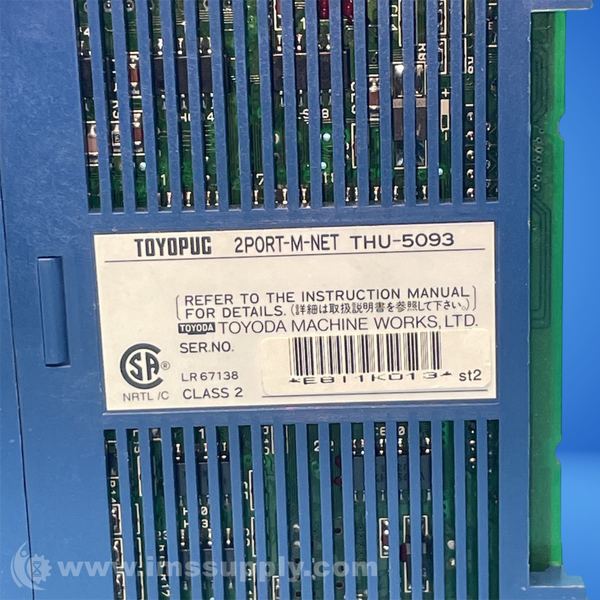 TOYOPUC 2PORT-M-NET THU-5093
REFER TO THE INSTRUCTION MANUAL
FOR DETAILS. (詳細は取扱説明書を参照して下さい。)
TOYODA TOYODA MACHINE WORKS, LTD.
SER.NO.
SA
LR67138
*E811K013* st2
NRTL/C CLASS 2
www.imssupply.com